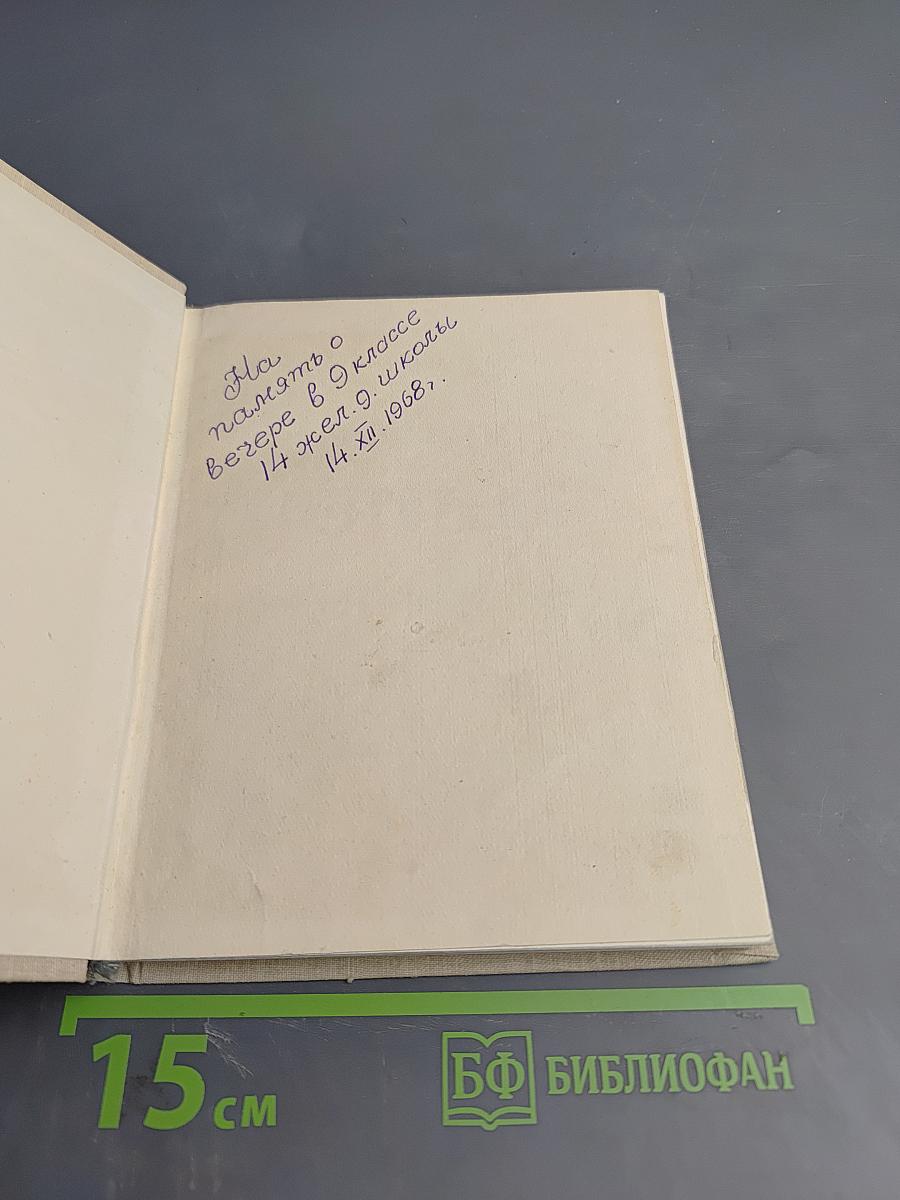 На
память о
вечере в 9 классе
14 жел. д. школы
14.XII.1968г.
15 см
БФ БИБЛИОФАН